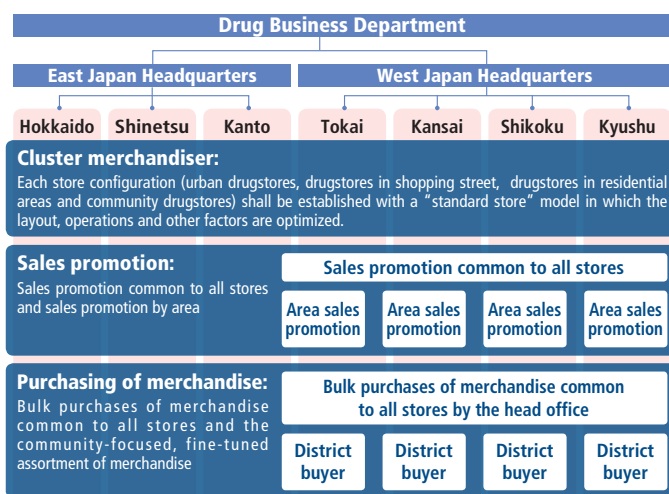 Drug Business Department
East Japan Headquarters
West Japan Headquarters
Hokkaido
Shinetsu
Kanto
Tokai
Kansai
Shikoku
Kyushu
Cluster merchandiser:
Each store configuration (urban drugstores, drugstores in shopping street, drugstores in residential
areas and community drugstores) shall be established with a "standard store" model in which the
layout, operations and other factors are optimized.
Sales promotion:
Sales promotion common to all stores
and sales promotion by area
Sales promotion common to all stores
Area sales
promotion
Area sales
promotion
Area sales
promotion
Area sales
promotion
Purchasing of merchandise:
Bulk purchases of merchandise
common to all stores and the
community-focused, fine-tuned
assortment of merchandise
Bulk purchases of merchandise common
to all stores by the head office
District
buyer
District
buyer
District
buyer
District
buyer